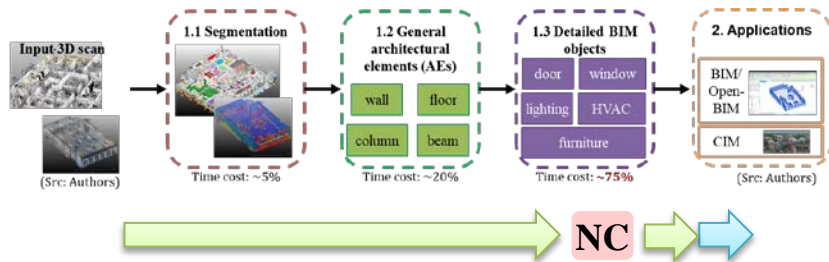 Input 3D scan
(Src: Authors)
1.1 Segmentation
Time cost: ~5%
1.2 General
architectural
elements (AEs)
wall
floor
column
beam
Time cost: ~20%
1.3 Detailed BIM
objects
door
window
lighting
HVAC
furniture
Time cost: ~75%
2. Applications
BIM/
Open-
BIM
CIM
(Src: Authors)
NC